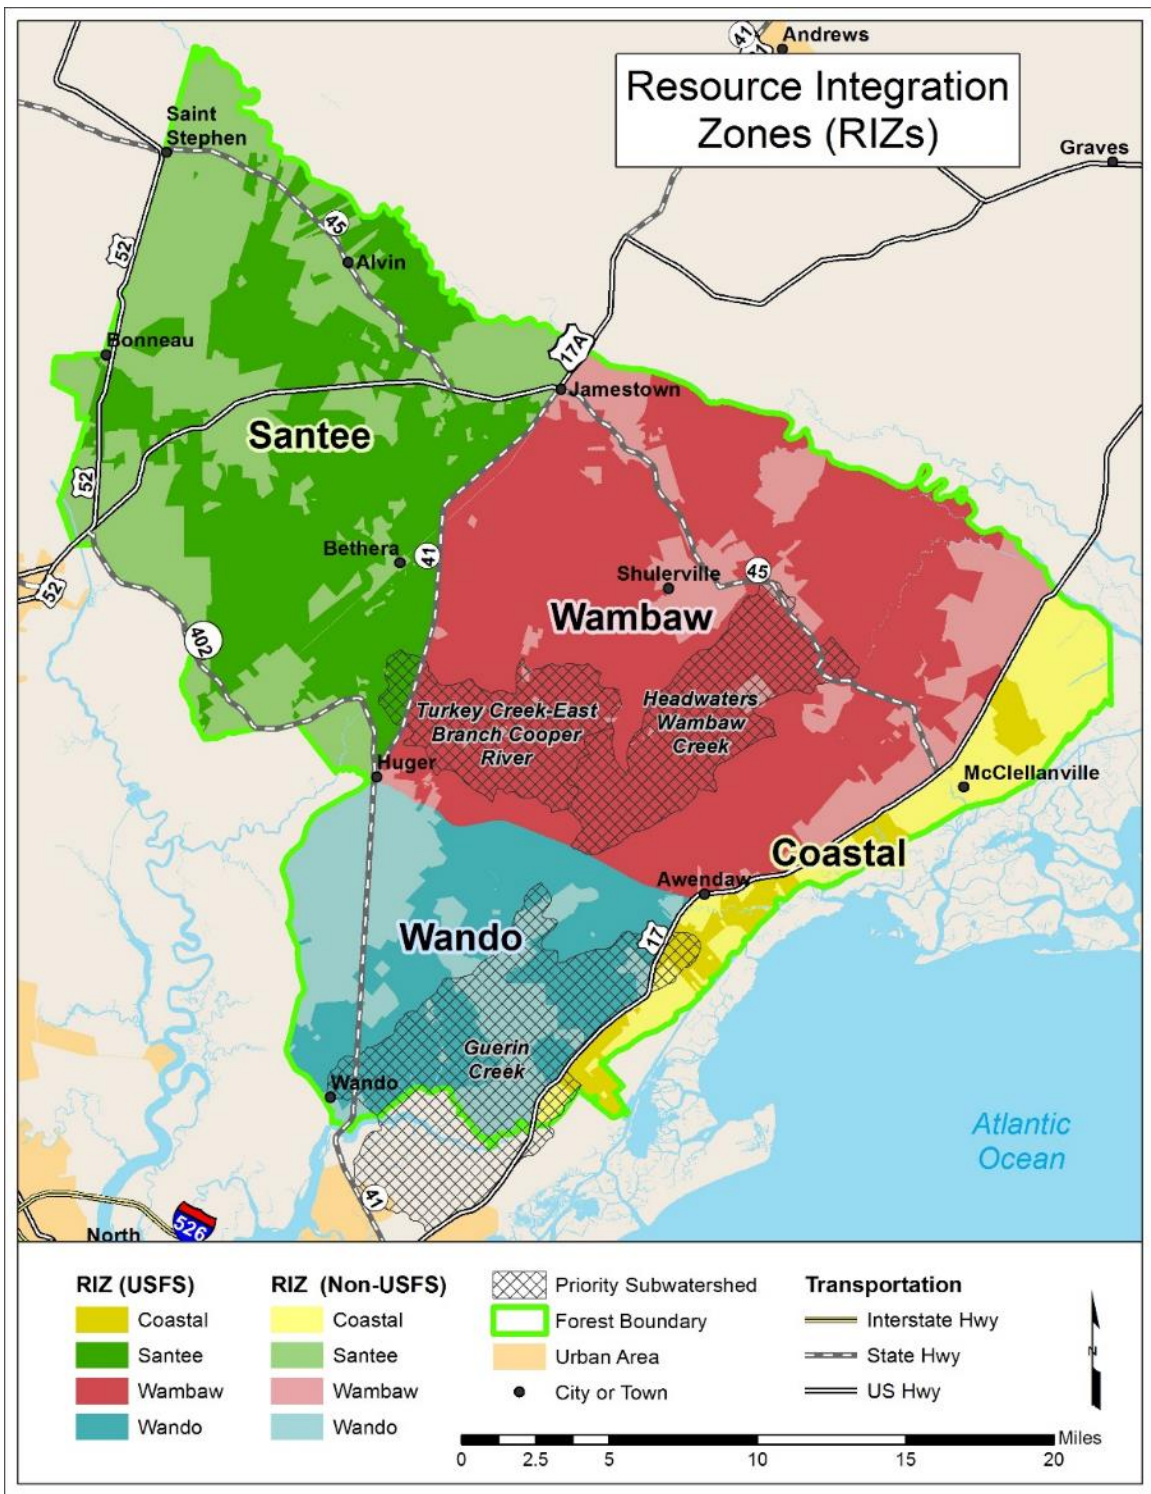 41
Andrews
Resource Integration
Zones (RIZs)
Graves
Saint
Stephen
45
52
Alvin
Bonneau
17A
Jamestown
Santee
52
Bethera
41
Shulerville
45
52
Wambaw
402
Turkey Creek-East
Branch Cooper
River
Headwaters
Wambaw
Creek
Huger
McClellanville
Coastal
Awendaw
Wando
17
Guerin
Creek
Wando
Atlantic
Ocean
41
526
North
RIZ (USFS)
Coastal
Santee
Wambaw
Wando
RIZ (Non-USFS)
Coastal
Santee
Wambaw
Wando
Priority Subwatershed
Forest Boundary
Urban Area
City or Town
Transportation
Interstate Hwy
State Hwy
US Hwy
N
Miles
0 2.5 5 10 15 20